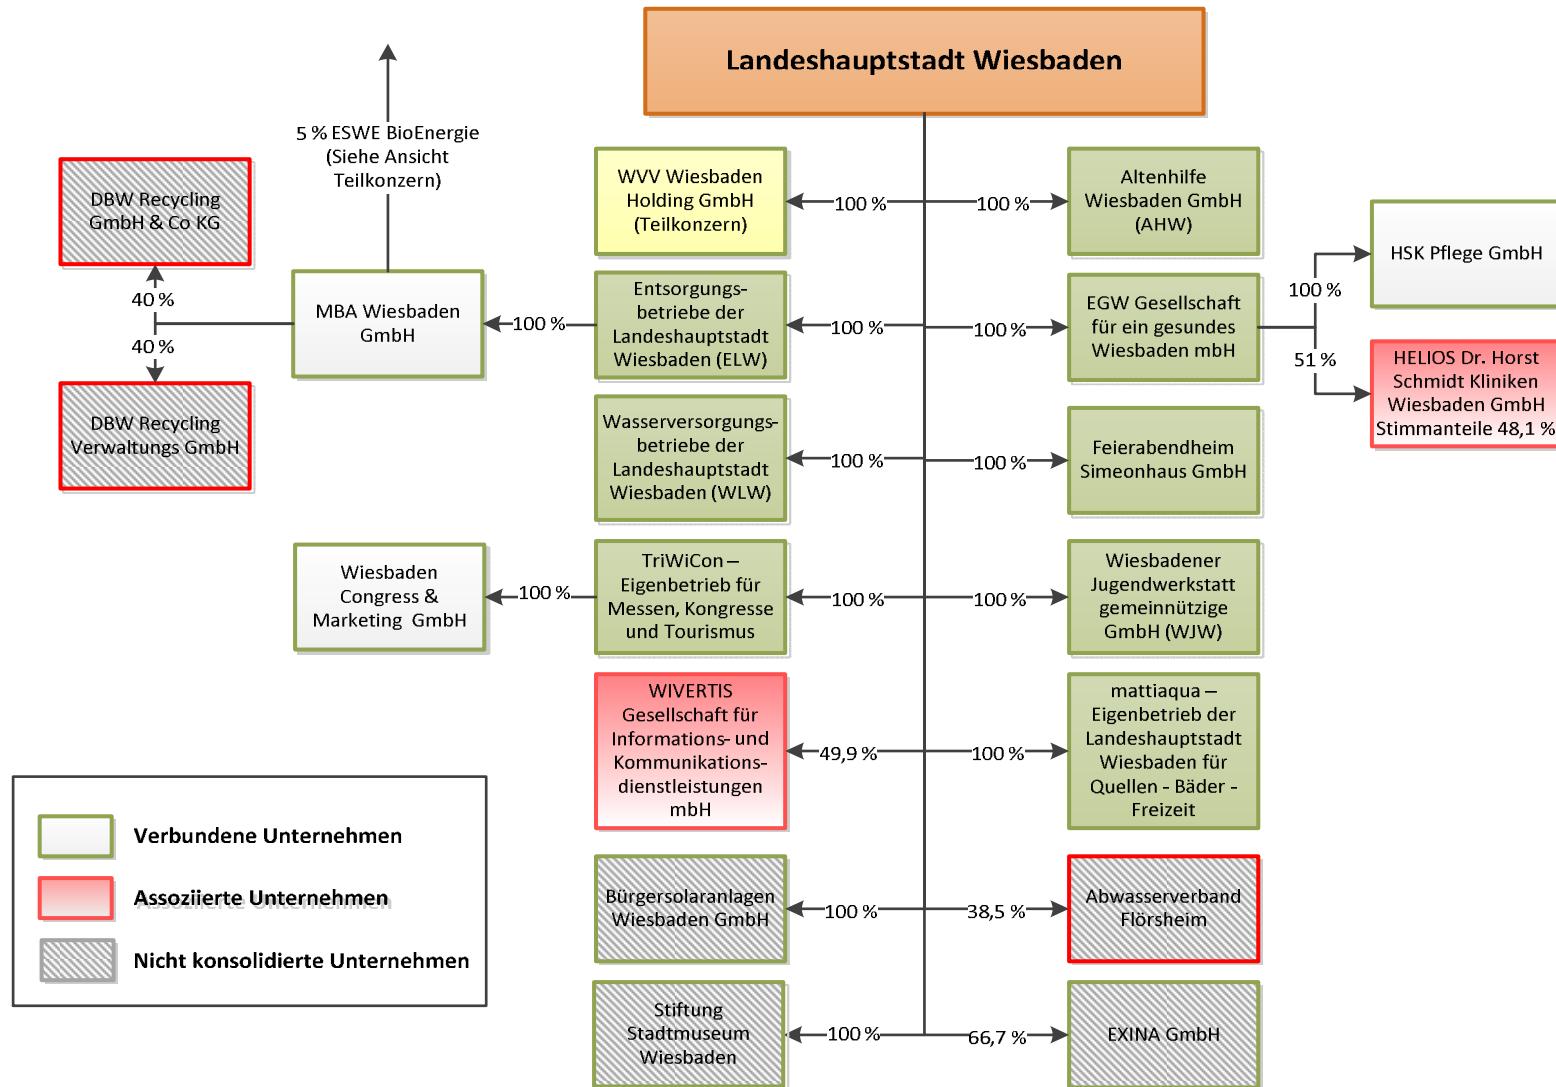 Landeshauptstadt Wiesbaden
5 % ESWE BioEnergie
(Siehe Ansicht
Teilkonzern)
DBW Recycling
GmbH & Co KG
40 %
40 %
DBW Recycling
Verwaltungs GmbH
MBA Wiesbaden
GmbH
100 %
WVV Wiesbaden
Holding GmbH
(Teilkonzern)
100 %
100 %
Altenhilfe
Wiesbaden GmbH
(AHW)
Entsorgungs-
betriebe der
Landeshauptstadt
Wiesbaden (ELW)
100 %
100 %
EGW Gesellschaft
für ein gesundes
Wiesbaden mbH
100 %
51 %
HSK Pflege GmbH
HELIOS Dr. Horst
Schmidt Kliniken
Wiesbaden GmbH
Stimmanteile 48,1 %
Wasserversorgungs-
betriebe der
Landeshauptstadt
Wiesbaden (WLW)
100 %
100 %
Feierabendheim
Simeonhaus GmbH
Wiesbaden
Congress &
Marketing GmbH
100 %
TriWiCon –
Eigenbetrieb für
Messen, Kongresse
und Tourismus
100 %
100 %
Wiesbadener
Jugendwerkstatt
gemeinnützige
GmbH (WJW)
WIVERTIS
Gesellschaft für
Informations- und
Kommunikations-
dienstleistungen
mbH
49,9 %
100 %
mattiaqua –
Eigenbetrieb der
Landeshauptstadt
Wiesbaden für
Quellen - Bäder -
Freizeit
Bürgersolaranlagen
Wiesbaden GmbH
100 %
38,5 %
Abwasserverband
Flörsheim
Stiftung
Stadtmuseum
Wiesbaden
100 %
66,7 %
EXINA GmbH
Verbundene Unternehmen
Assoziierte Unternehmen
Nicht konsolidierte Unternehmen